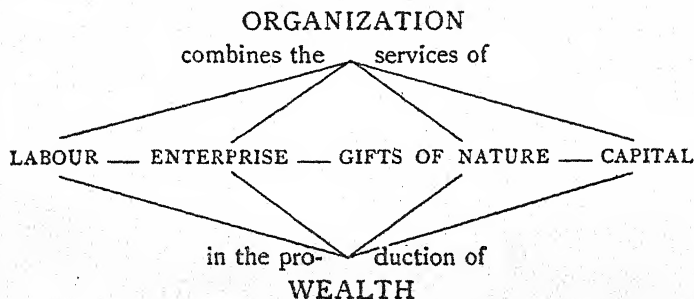 ORGANIZATION
combines the services of
LABOUR — ENTERPRISE — GIFTS OF NATURE — CAPITAL
in the pro- duction of
WEALTH